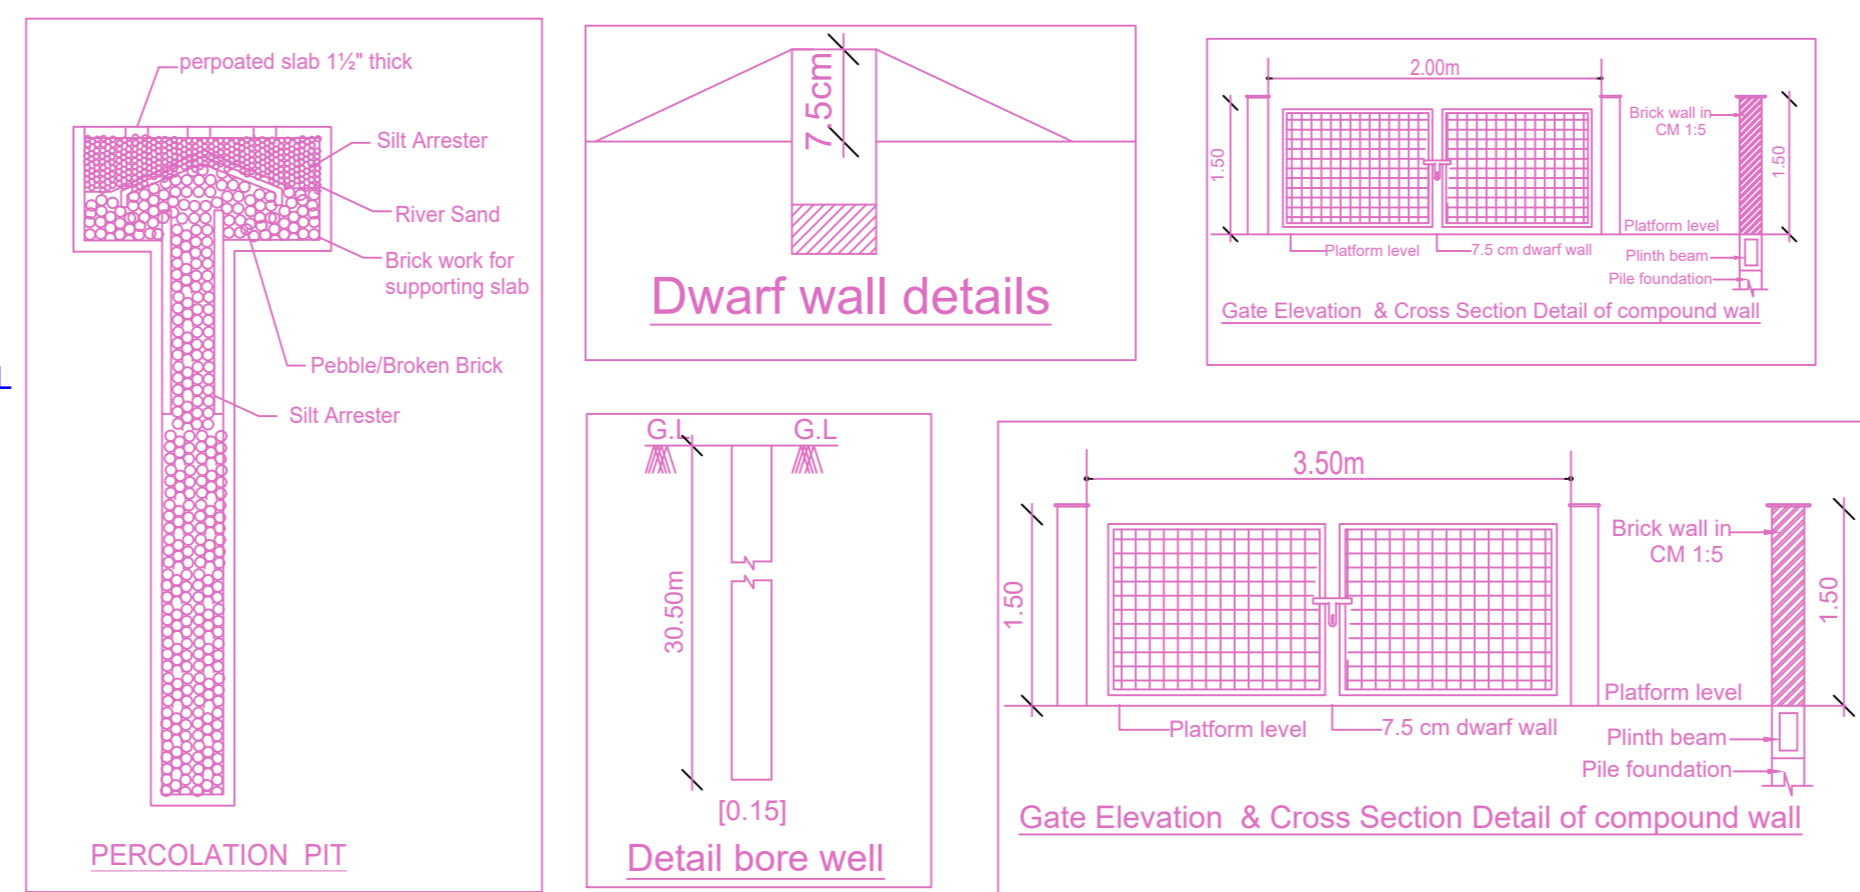 perpoated slab 1½" thick
Silt Arrester
River Sand
Brick work for
supporting slab
Pebble/Broken Brick
Silt Arrester
PERCOLATION PIT
L
7.5cm
Dwarf wall details
2.00m
1.50
Brick wall in
CM 1:5
1.50
Platform level
Platform level
7.5 cm dwarf wall
Plinth beam
Pile foundation
Gate Elevation & Cross Section Detail of compound wall
G.L
G.L
30.50m
[0.15]
Detail bore well
3.50m
1.50
Brick wall in
CM 1:5
1.50
Platform level
Platform level
7.5 cm dwarf wall
Plinth beam
Pile foundation
Gate Elevation & Cross Section Detail of compound wall